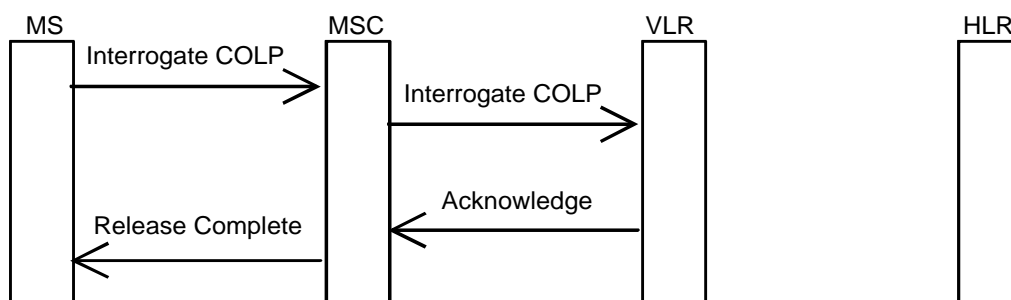 MS MSC VLR HLR
Interrogate COLP
Interrogate COLP
Acknowledge
Release Complete